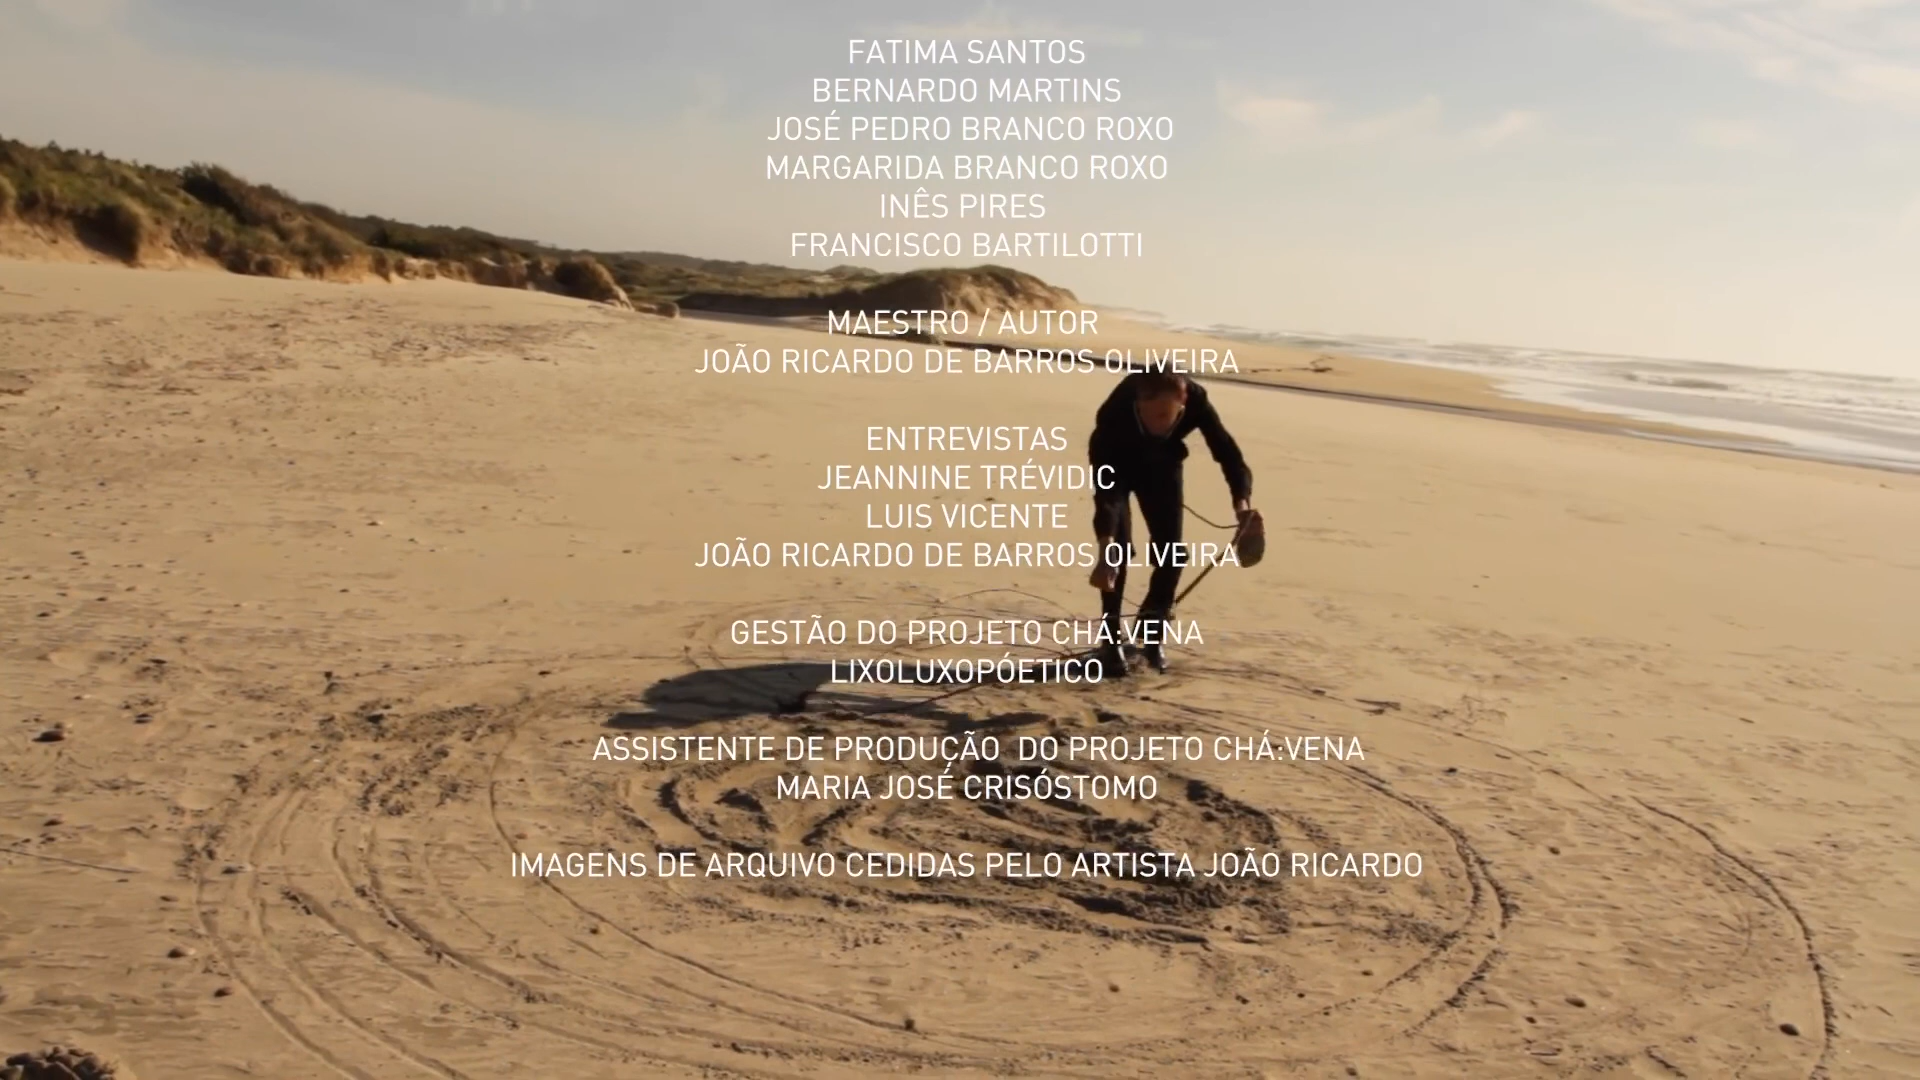 FATIMA SANTOS
BERNARDO MARTINS
JOSÉ PEDRO BRANCO ROXO
MARGARIDA BRANCO ROXO
INÊS PIRES
FRANCISCO BARTILOTTI
MAESTRO / AUTOR
JOÃO RICARDO DE BARROS OLIVEIRA
ENTREVISTAS
JEANNINE TRÉVIDIC
LUIS VICENTE
JOÃO RICARDO DE BARROS OLIVEIRA
GESTÃO DO PROJETO CHÁ:VENA
LIXOLUXOPÓETICO
ASSISTENTE DE PRODUÇÃO DO PROJETO CHÁ:VENA
MARIA JOSÉ CRISÓSTOMO
IMAGENS DE ARQUIVO CEDIDAS PELO ARTISTA JOÃO RICARDO